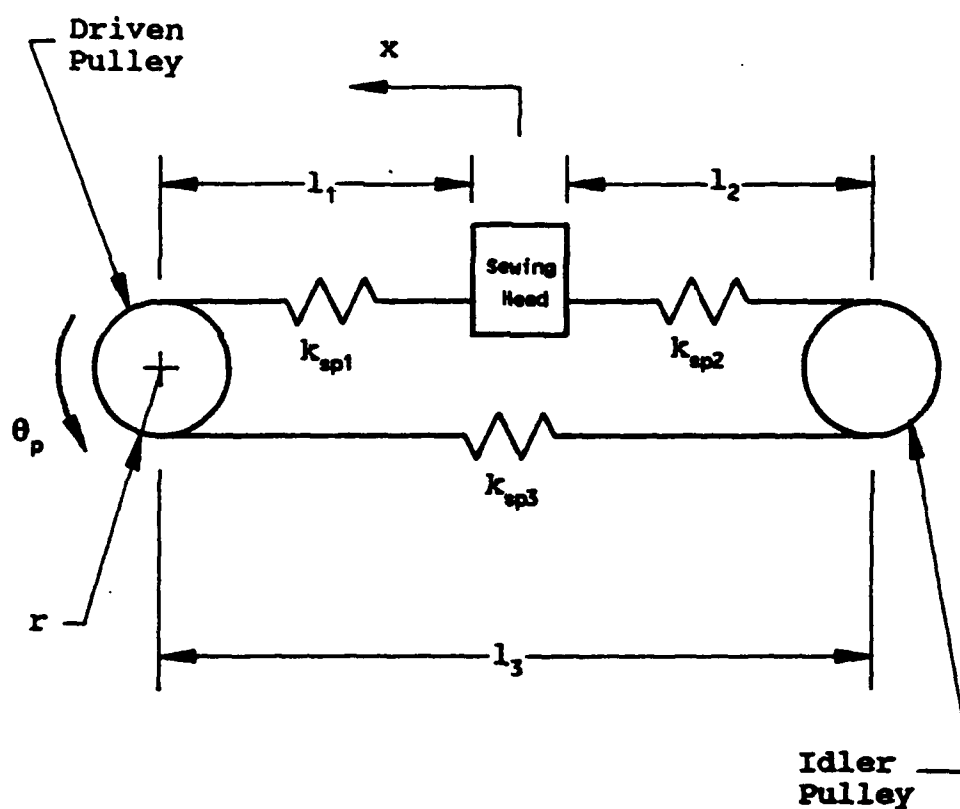 Driven
Pulley
x
l₁
l₂
Sewing
Head
kₛₚ₁
kₛₚ₂
θₚ
kₛₚ₃
r
l₃
Idler
Pulley